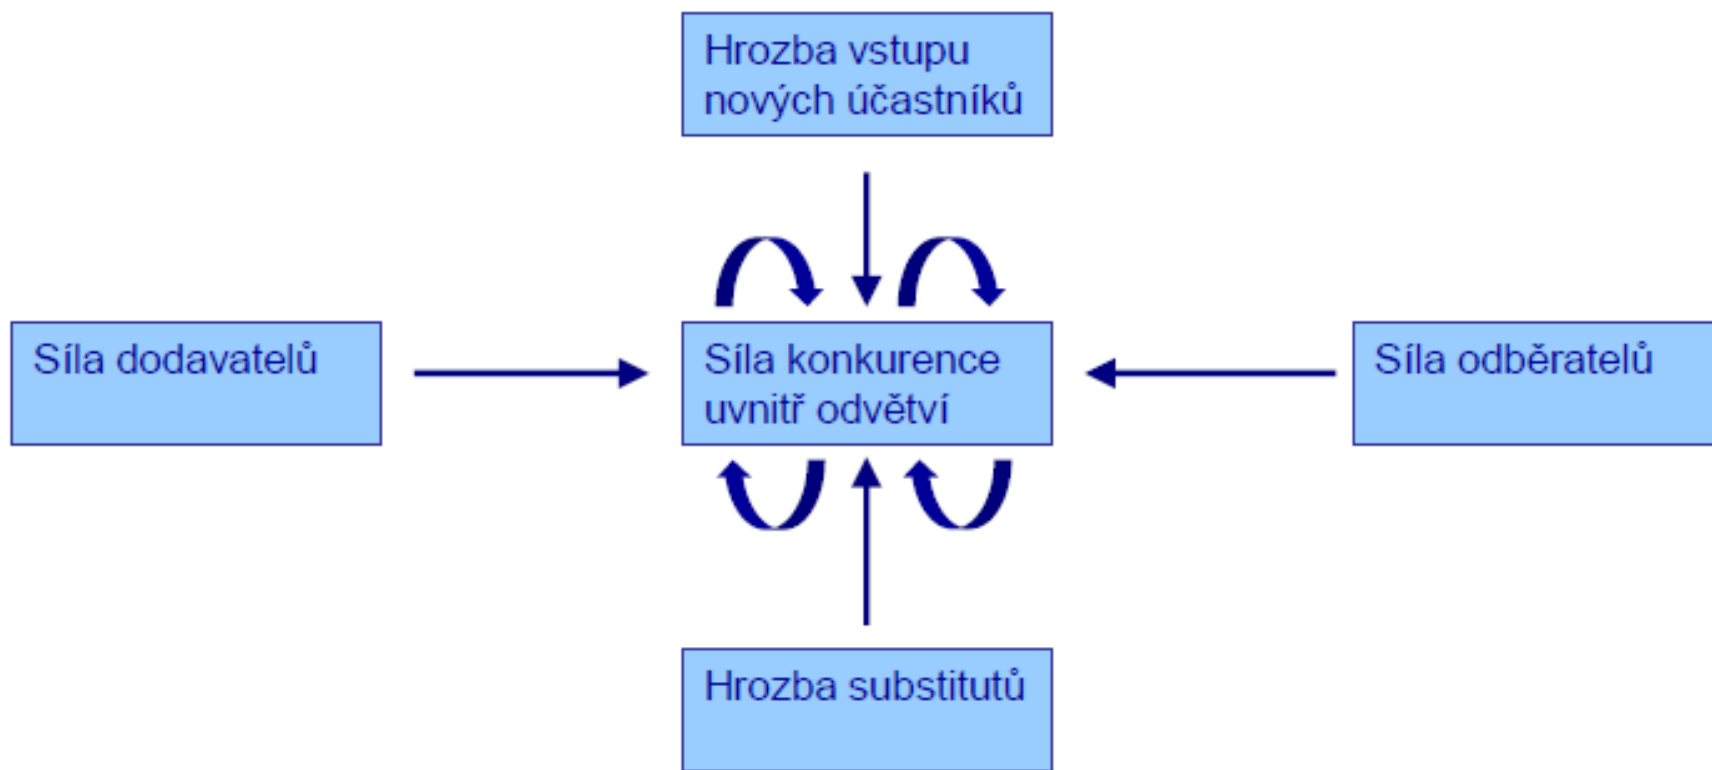 Hrozba vstupu
nových účastníků
Síla dodavatelů
Síla konkurence
uvnitř odvětví
Síla odběratelů
Hrozba substitutů